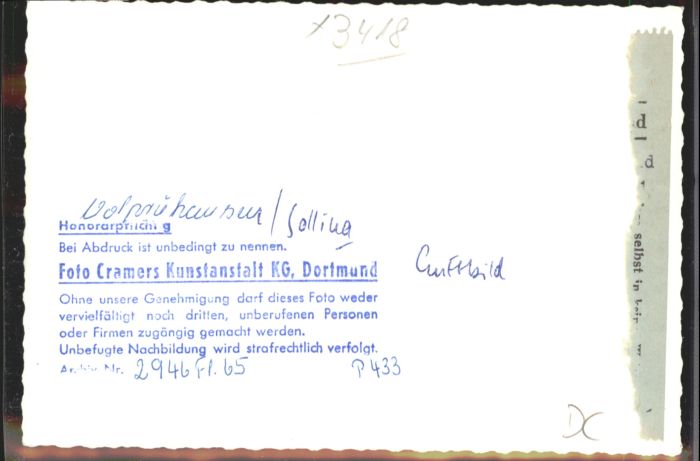 x3418
Volpriehausen / Solling
Honorarpflichtig
Bei Abdruck ist unbedingt zu nennen.
Foto Cramers Kunstanstalt KG, Dortmund
Ohne unsere Genehmigung darf dieses Foto weder
vervielfältigt noch dritten, unberufenen Personen
oder Firmen zugängig gemacht werden.
Unbefugte Nachbildung wird strafrechtlich verfolgt.
Archiv Nr. 2946 Fl. 65 P 433
Luftbild
d
d
selbst in
DC